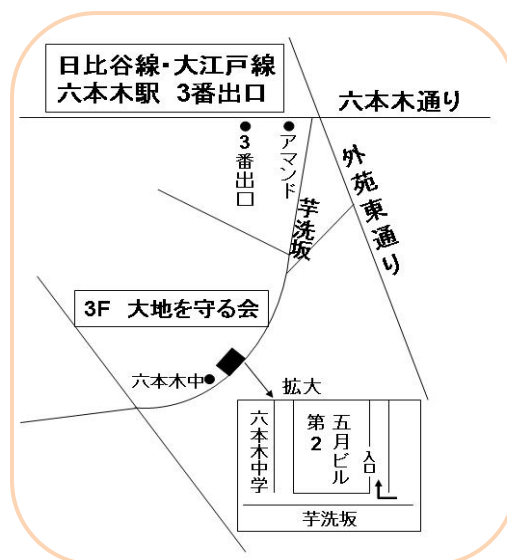 日比谷線・大江戸線
六本木駅 3番出口
六本木通り
3番出口
アマンド
芋洗坂
外苑東通り
3F 大地を守る会
六本木中
拡大
六本木中学
第2
五月ビル
入口
芋洗坂